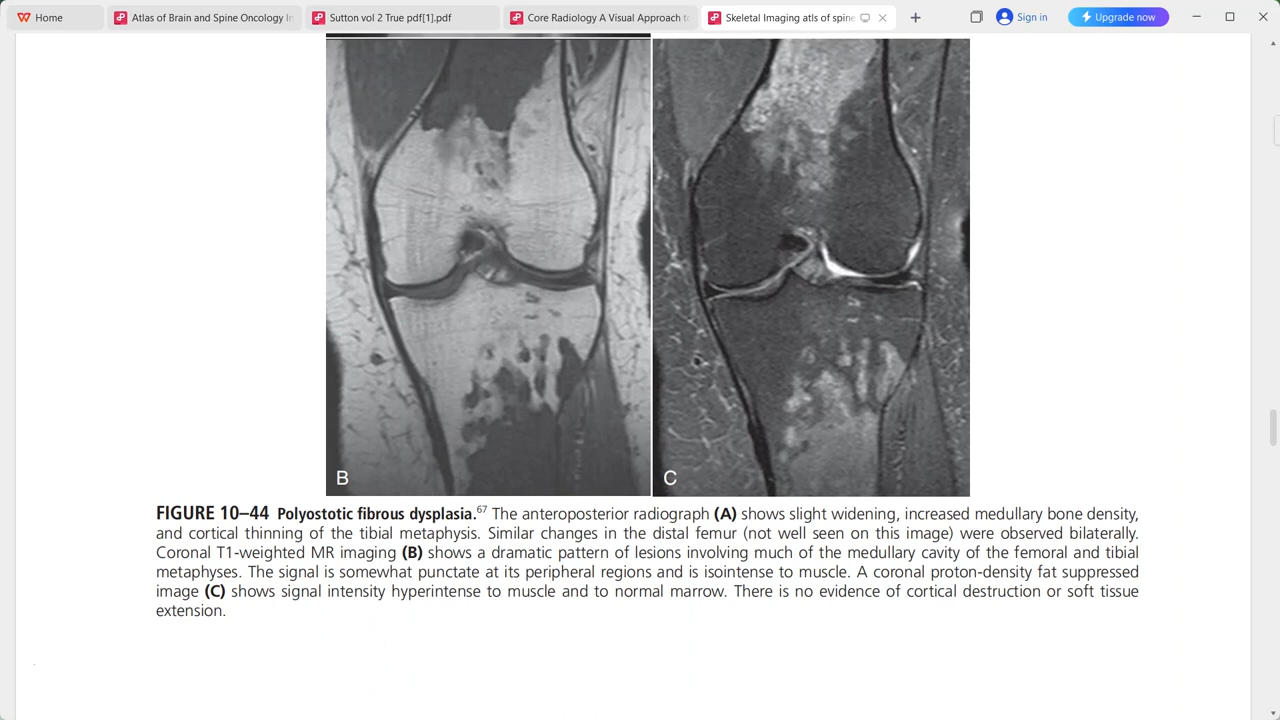 Home
Atlas of Brain and Spine Oncology I
Sutton vol 2 True pdf[1].pdf
Core Radiology A Visual Approach to
Skeletal Imaging atls of spine
Sign in
Upgrade now
B
C
FIGURE 10–44 Polyostotic fibrous dysplasia.67 The anteroposterior radiograph (A) shows slight widening, increased medullary bone density,
and cortical thinning of the tibial metaphysis. Similar changes in the distal femur (not well seen on this image) were observed bilaterally.
Coronal T1-weighted MR imaging (B) shows a dramatic pattern of lesions involving much of the medullary cavity of the femoral and tibial
metaphyses. The signal is somewhat punctate at its peripheral regions and is isointense to muscle. A coronal proton-density fat suppressed
image (C) shows signal intensity hyperintense to muscle and to normal marrow. There is no evidence of cortical destruction or soft tissue
extension.